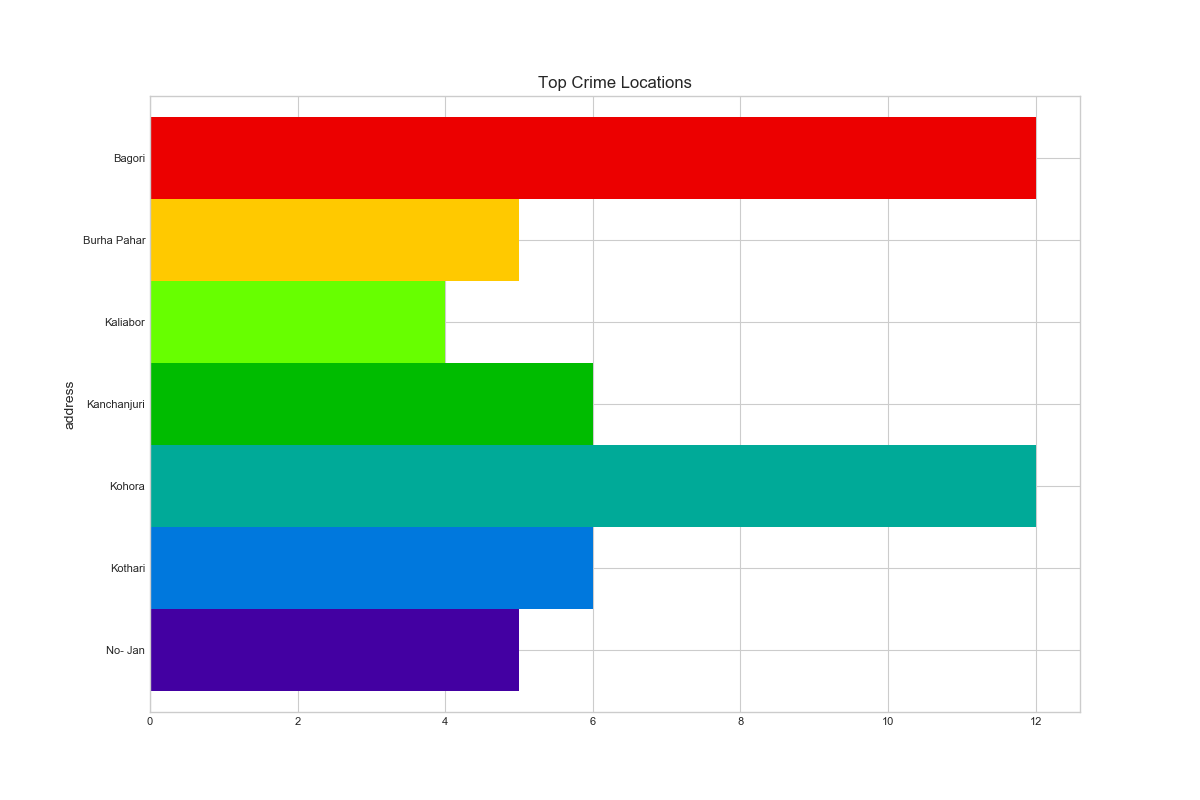 Top Crime Locations
Bagori
Burha Pahar
Kaliabor
Kanchanjuri
Kohora
Kothari
No- Jan
address
0 2 4 6 8 10 12